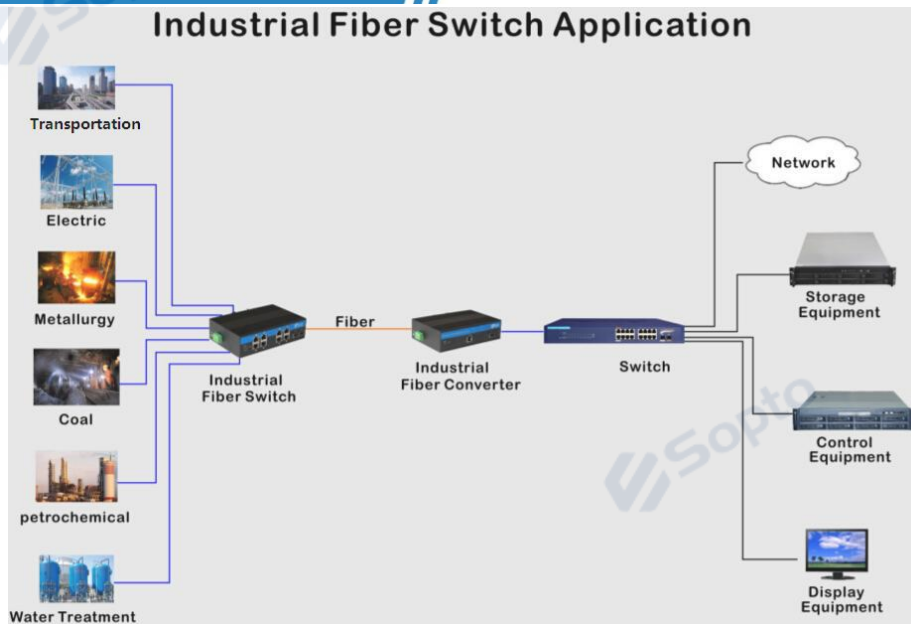 Industrial Fiber Switch Application
Transportation
Electric
Metallurgy
Coal
petrochemical
Water Treatment
Industrial
Fiber Switch
Fiber
Industrial
Fiber Converter
Switch
Network
Storage
Equipment
Control
Equipment
Display
Equipment
Sopto